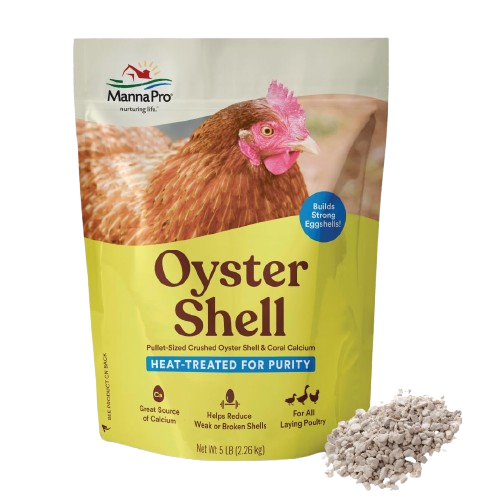 MannaPro®
nurturing life.™
Builds
Strong
Eggshells!
Oyster
Shell
Pullet-Sized Crushed Oyster Shell & Coral Calcium
HEAT-TREATED FOR PURITY
Ca
Great Source
of Calcium
Helps Reduce
Weak or Broken Shells
For All
Laying Poultry
Net Wt 5 LB (2.26 kg)
SEE PRODUCT ON BACK